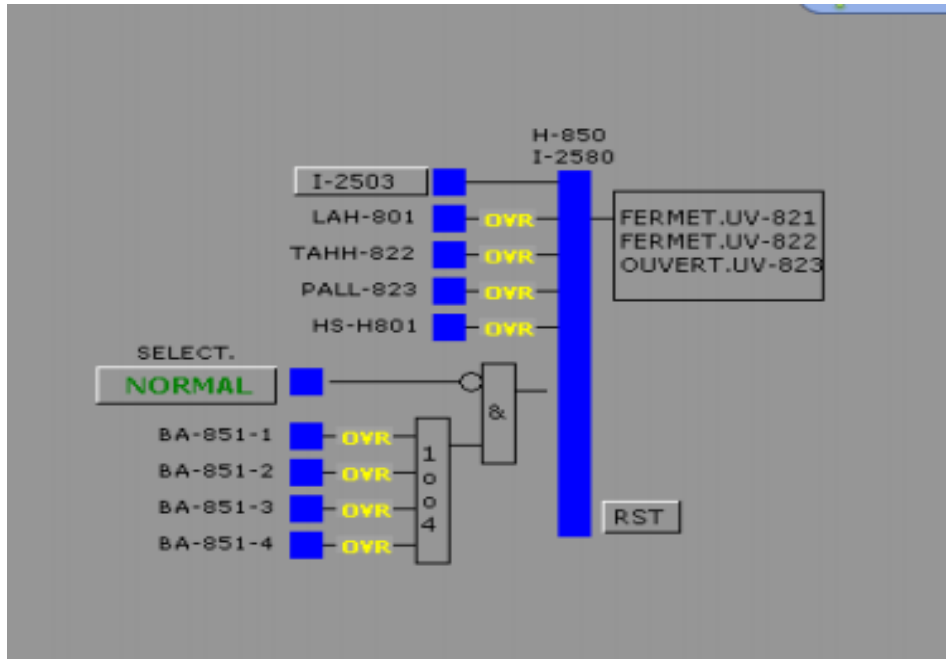 H-850
I-2580
I-2503
LAH-801 OVR
TAHH-822 OVR
PALL-823 OVR
HS-H801 OVR
FERMET.UV-821
FERMET.UV-822
OUVERT.UV-823
SELECT.
NORMAL
&
BA-851-1 OVR
BA-851-2 OVR
BA-851-3 OVR
BA-851-4 OVR
1oo4
RST